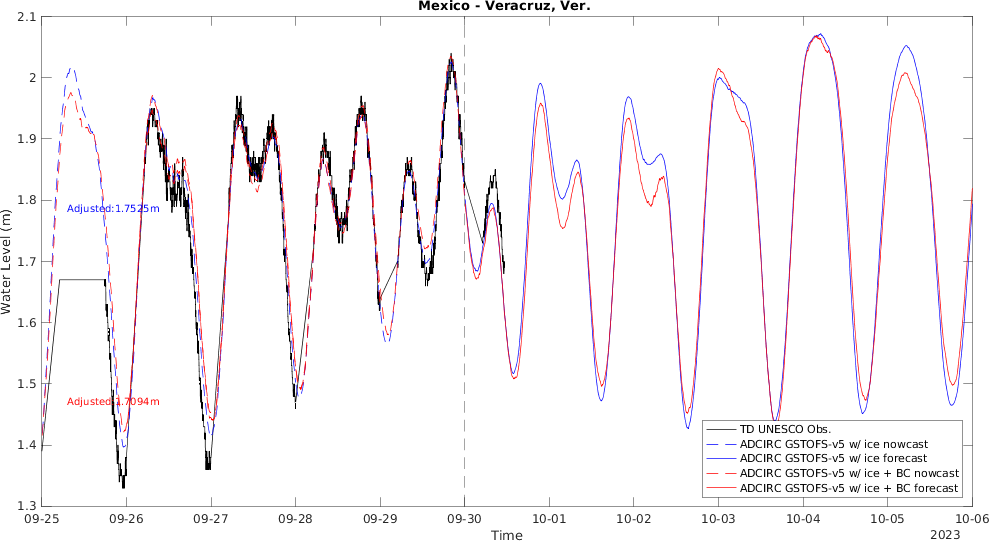 Mexico - Veracruz, Ver.
2.1
2
1.9
1.8
1.7
1.6
1.5
1.4
1.3
Water Level (m)
Adjusted:1.7525m
Adjusted:1.7094m
TD UNESCO Obs.
ADCIRC GSTOFS-v5 w/ ice nowcast
ADCIRC GSTOFS-v5 w/ ice forecast
ADCIRC GSTOFS-v5 w/ ice + BC nowcast
ADCIRC GSTOFS-v5 w/ ice + BC forecast
09-25 09-26 09-27 09-28 09-29 09-30 10-01 10-02 10-03 10-04 10-05 10-06
Time
2023